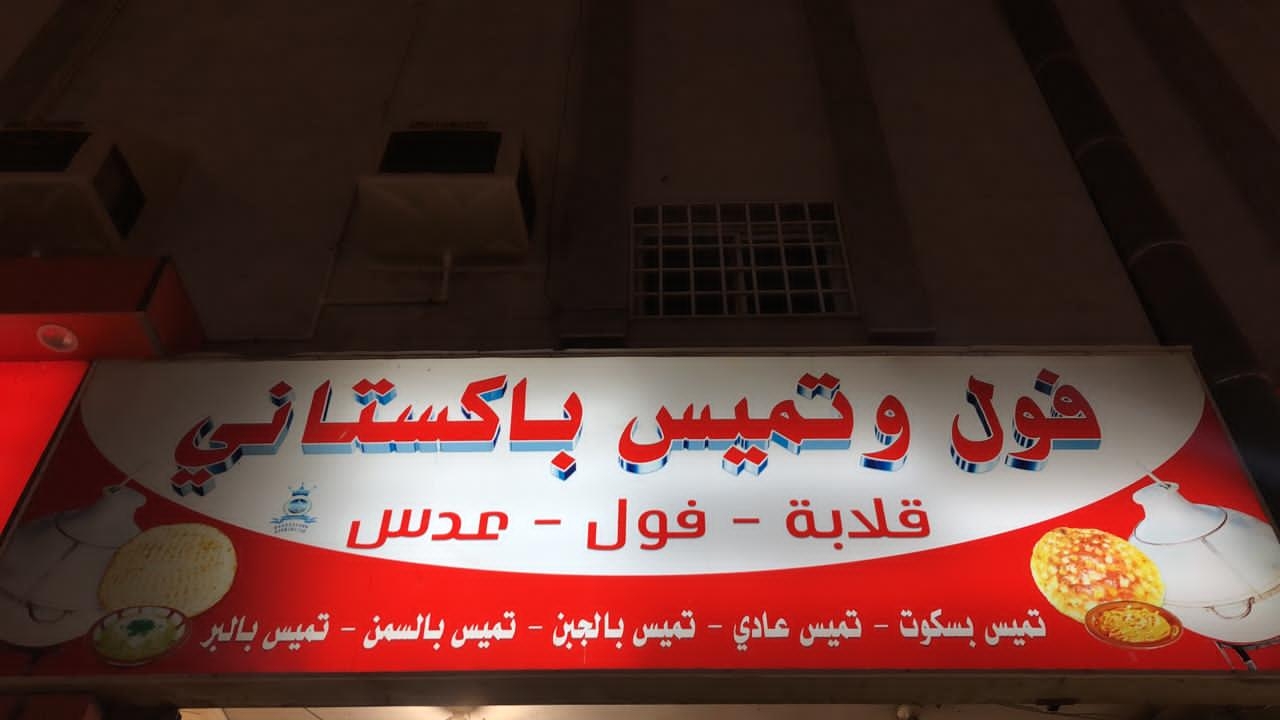 فول وتميس باكستاني
قلابة - فول - عدس
تميس بسكوت - تميس عادي - تميس بالجبن - تميس بالسمن - تميس بالبر